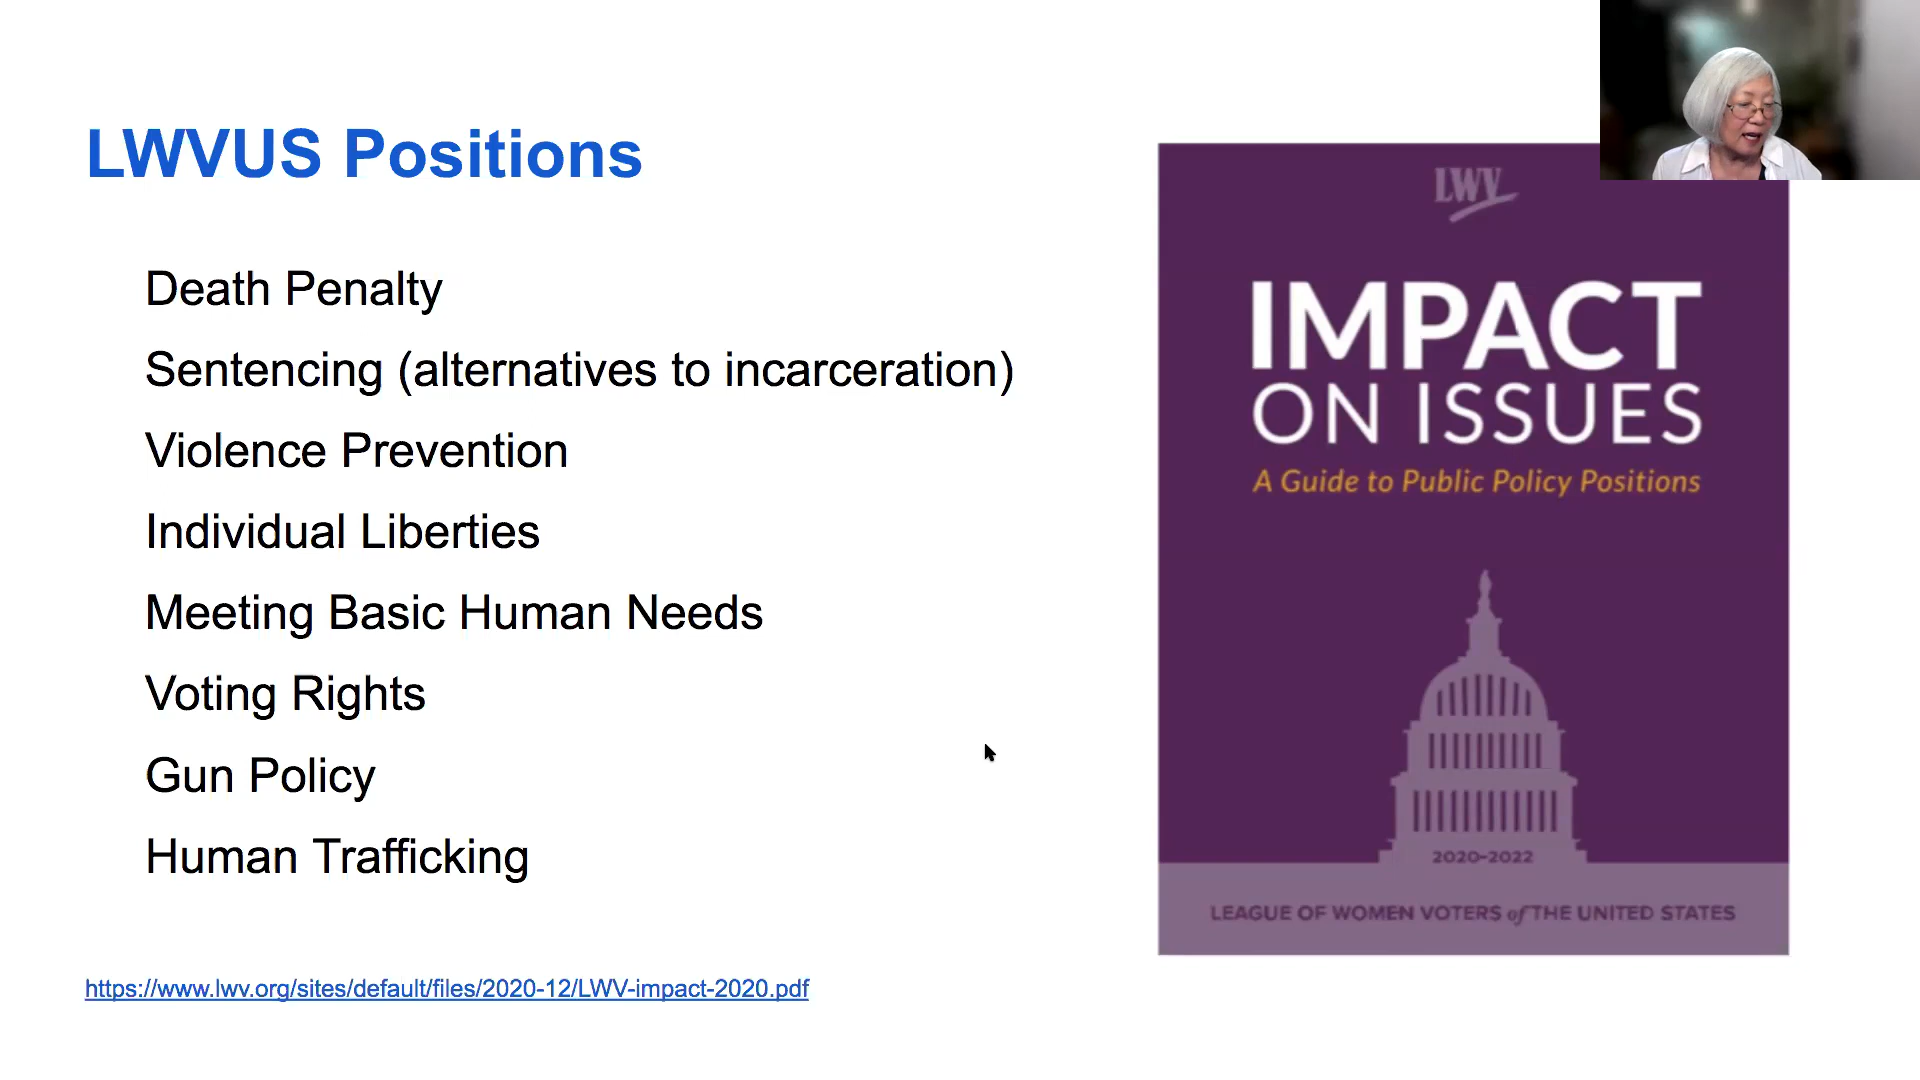 LWVUS Positions
Death Penalty
Sentencing (alternatives to incarceration)
Violence Prevention
Individual Liberties
Meeting Basic Human Needs
Voting Rights
Gun Policy
Human Trafficking
https://www.lwv.org/sites/default/files/2020-12/LWV-impact-2020.pdf
LWV
IMPACT
ON ISSUES
A Guide to Public Policy Positions
2020-2022
LEAGUE OF WOMEN VOTERS of THE UNITED STATES